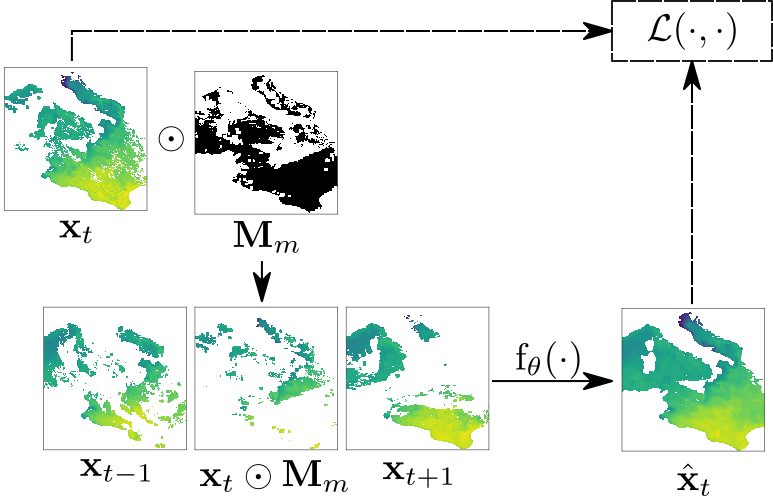 ℒ(·,·)
⊙
x_t
M_m
f_θ(·)
x_{t−1}
x_t ⊙ M_m
x_{t+1}
x̂_t